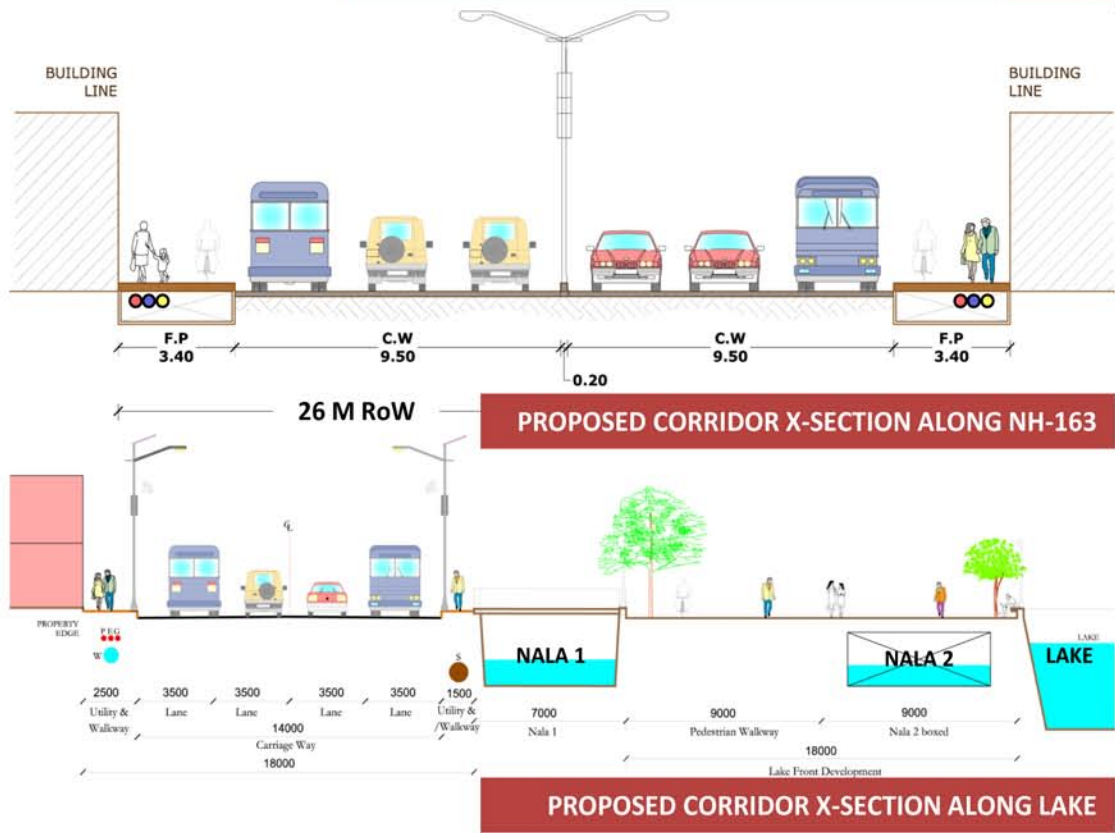 BUILDING
LINE
BUILDING
LINE
F.P
3.40
C.W
9.50
C.W
9.50
F.P
3.40
0.20
26 M RoW
PROPOSED CORRIDOR X-SECTION ALONG NH-163
℄
PROPERTY
EDGE
P E G
W
S
NALA 1
NALA 2
LAKE
LAKE
2500
3500
3500
3500
3500
1500
Utility &
Walkway
Lane
Lane
Lane
Lane
Utility &
/Walkway
14000
Carriage Way
18000
7000
Nala 1
9000
Pedestrian Walkway
9000
Nala 2 boxed
18000
Lake Front Development
PROPOSED CORRIDOR X-SECTION ALONG LAKE